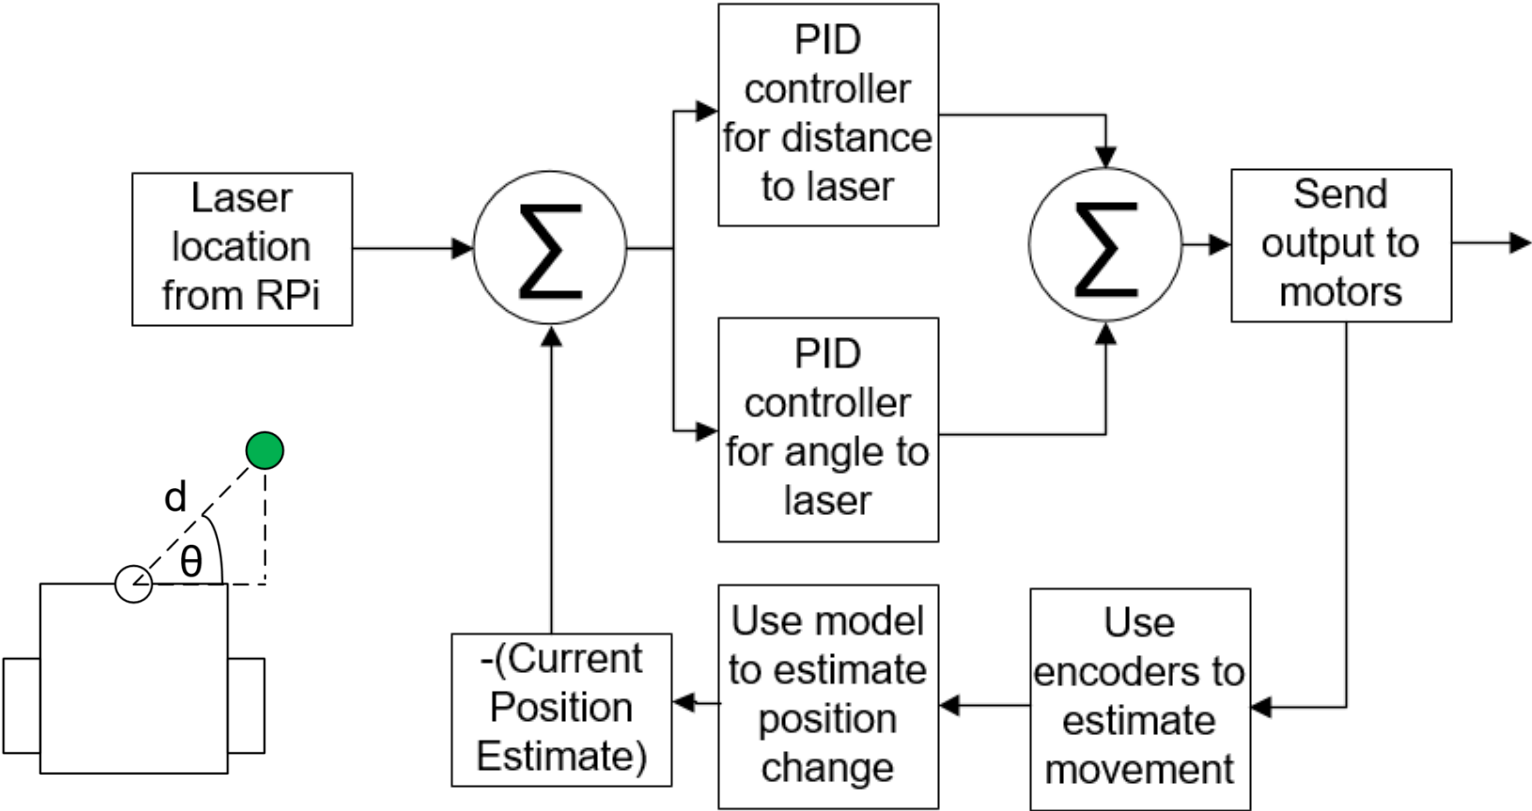 PID
controller
for distance
to laser
Laser
location
from RPi
Σ
Σ
Send
output to
motors
PID
controller
for angle to
laser
d
θ
-(Current
Position
Estimate)
Use model
to estimate
position
change
Use
encoders to
estimate
movement